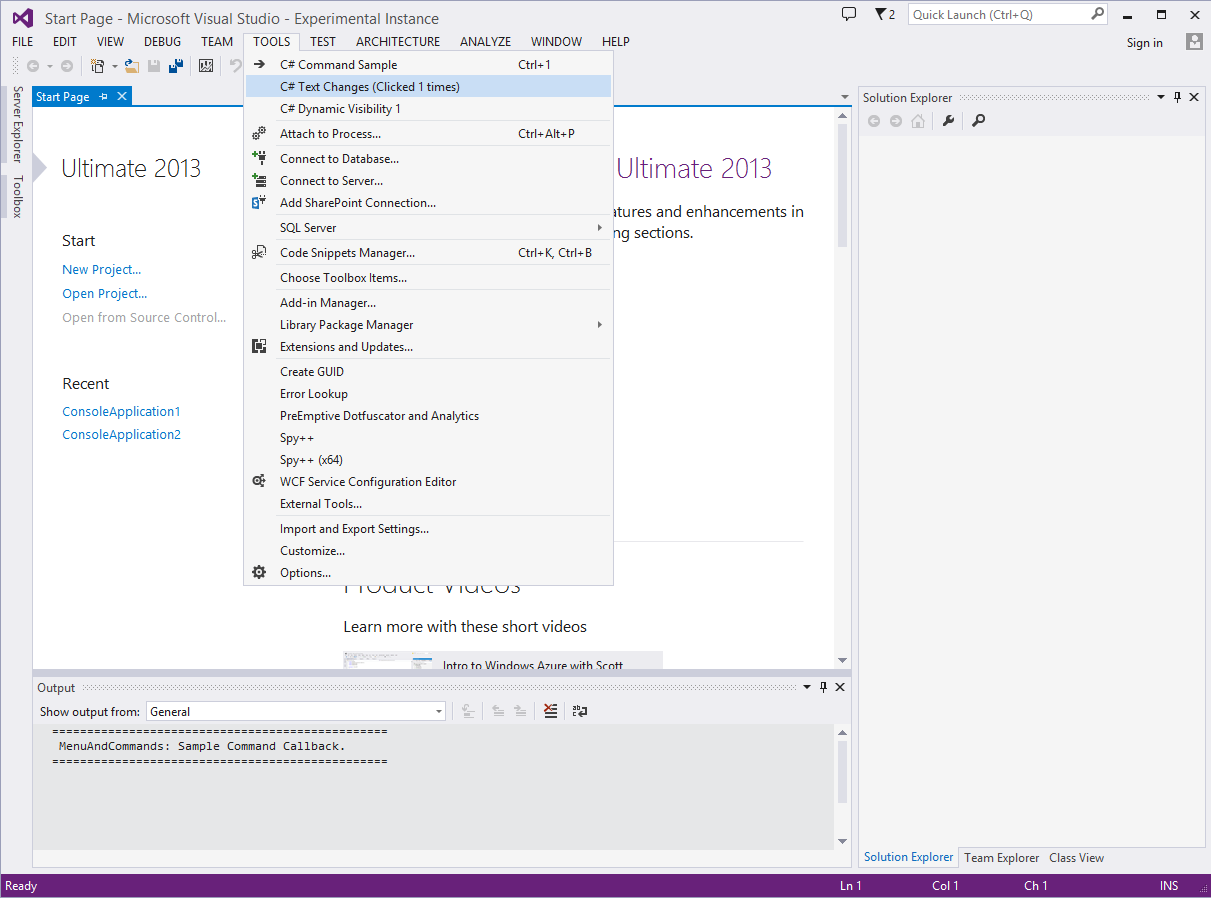 Start Page - Microsoft Visual Studio - Experimental Instance
2
Quick Launch (Ctrl+Q)
FILE EDIT VIEW DEBUG TEAM TOOLS TEST ARCHITECTURE ANALYZE WINDOW HELP
Sign in
Server Explorer
Toolbox
Start Page
Ultimate 2013
Start
New Project...
Open Project...
Open from Source Control...
Recent
ConsoleApplication1
ConsoleApplication2
C# Command Sample Ctrl+1
C# Text Changes (Clicked 1 times)
C# Dynamic Visibility 1
Attach to Process... Ctrl+Alt+P
Connect to Database...
Connect to Server...
Add SharePoint Connection...
SQL Server
Code Snippets Manager... Ctrl+K, Ctrl+B
Choose Toolbox Items...
Add-in Manager...
Library Package Manager
Extensions and Updates...
Create GUID
Error Lookup
PreEmptive Dotfuscator and Analytics
Spy++
Spy++ (x64)
WCF Service Configuration Editor
External Tools...
Import and Export Settings...
Customize...
Options...
Ultimate 2013
atures and enhancements in
ng sections.
Product Videos
Learn more with these short videos
Intro to Windows Azure with Scott
Solution Explorer
Output
Show output from: General
================================================
MenuAndCommands: Sample Command Callback.
================================================
Solution Explorer Team Explorer Class View
Ready Ln 1 Col 1 Ch 1 INS